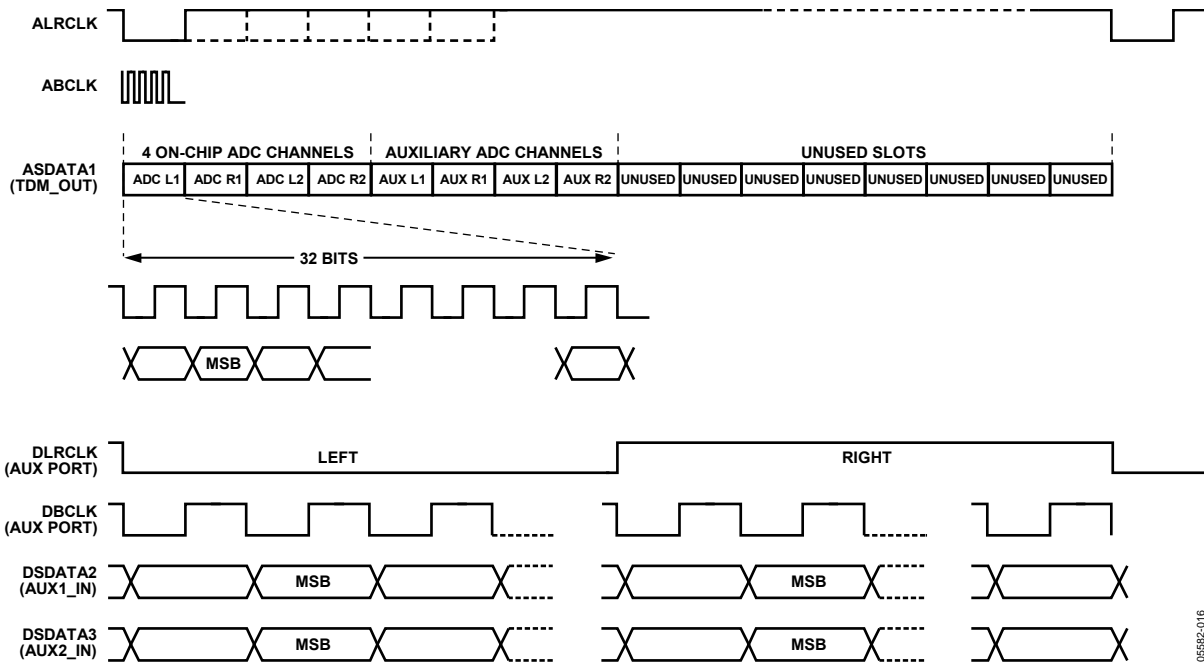 ALRCLK
ABCLK
4 ON-CHIP ADC CHANNELS AUXILIARY ADC CHANNELS UNUSED SLOTS
ASDATA1
(TDM_OUT)
ADC L1 ADC R1 ADC L2 ADC R2 AUX L1 AUX R1 AUX L2 AUX R2 UNUSED UNUSED UNUSED UNUSED UNUSED UNUSED UNUSED UNUSED
32 BITS
MSB
DLRCLK
(AUX PORT)
LEFT RIGHT
DBCLK
(AUX PORT)
DSDATA2
(AUX1_IN)
MSB MSB
DSDATA3
(AUX2_IN)
MSB MSB
05582-016